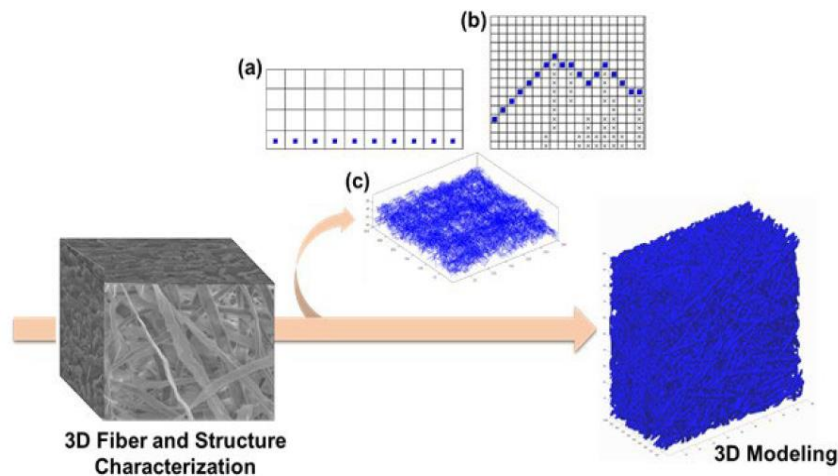 (a)
(b)
(c)
3D Fiber and Structure
Characterization
3D Modeling